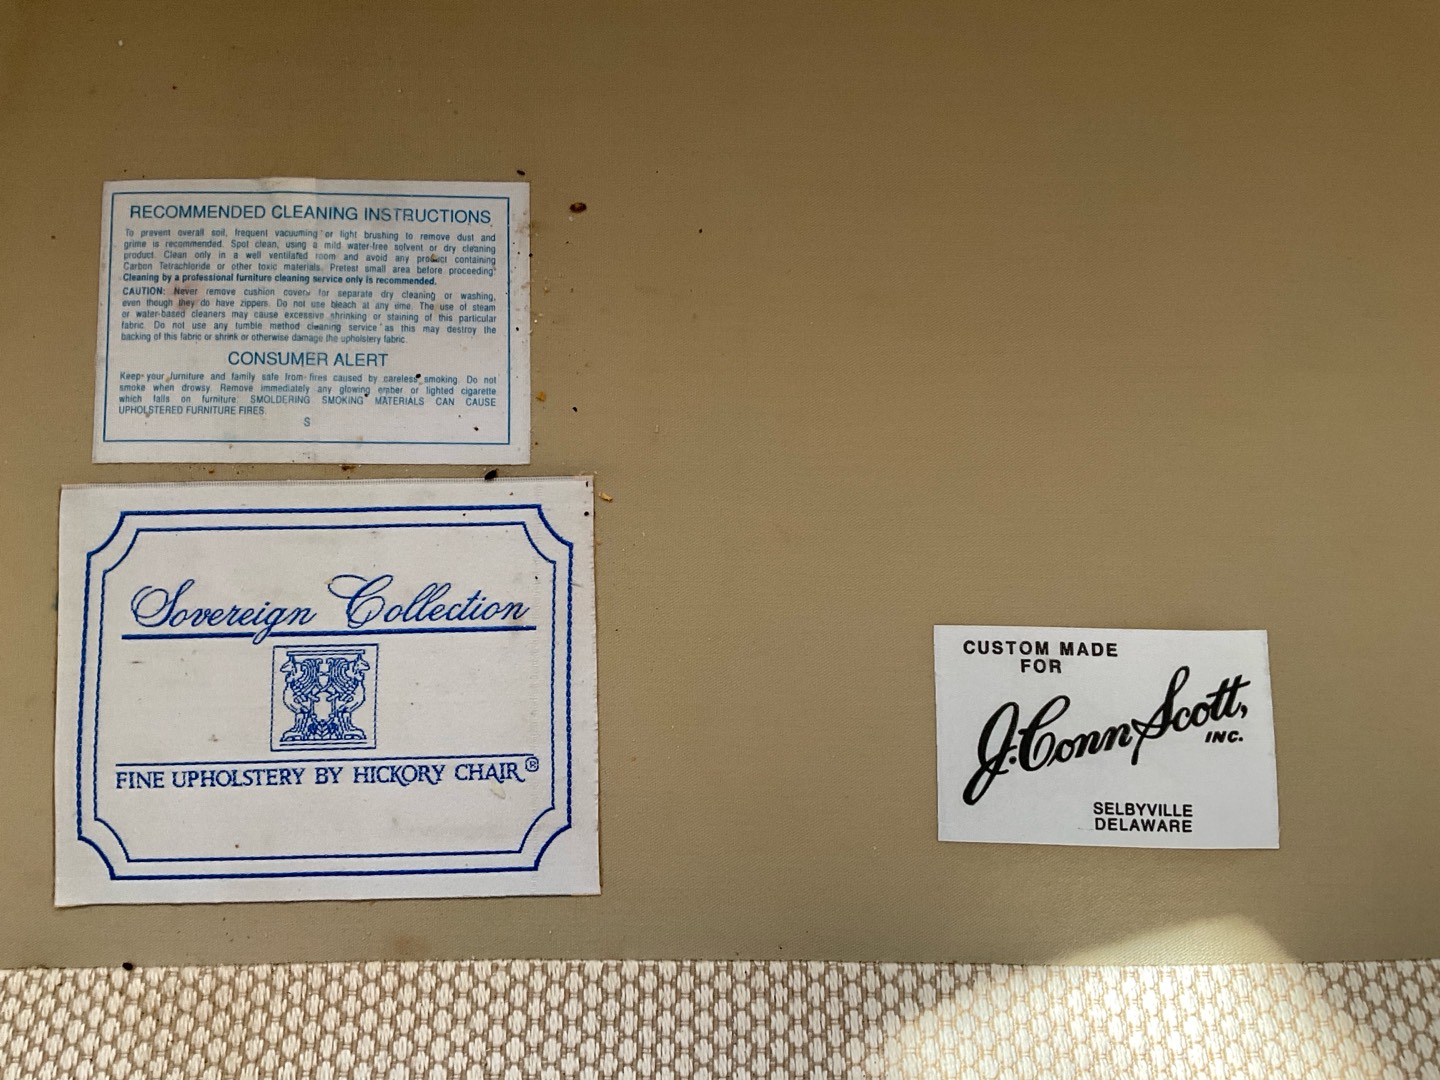 RECOMMENDED CLEANING INSTRUCTIONS
To prevent overall soil, frequent vacuuming or light brushing to remove dust and
grime is recommended. Spot clean, using a mild water-free solvent or dry cleaning
product. Clean only in a well ventilated room and avoid any product containing
Carbon Tetrachloride or other toxic materials. Pretest small area before proceeding.
Cleaning by a professional furniture cleaning service only is recommended.
CAUTION: Never remove cushion covers for separate dry cleaning or washing,
even though they do have zippers. Do not use bleach at any time. The use of steam
or water-based cleaners may cause excessive shrinking or staining of this particular
fabric. Do not use any tumble method cleaning service as this may destroy the
backing of this fabric or shrink or otherwise damage the upholstery fabric.
CONSUMER ALERT
Keep your furniture and family safe from fires caused by careless smoking. Do not
smoke when drowsy. Remove immediately any glowing ember or lighted cigarette
which falls on furniture. SMOLDERING SMOKING MATERIALS CAN CAUSE
UPHOLSTERED FURNITURE FIRES.
S
Sovereign Collection
FINE UPHOLSTERY BY HICKORY CHAIR®
CUSTOM MADE
FOR
J. Conn Scott,
INC.
SELBYVILLE
DELAWARE